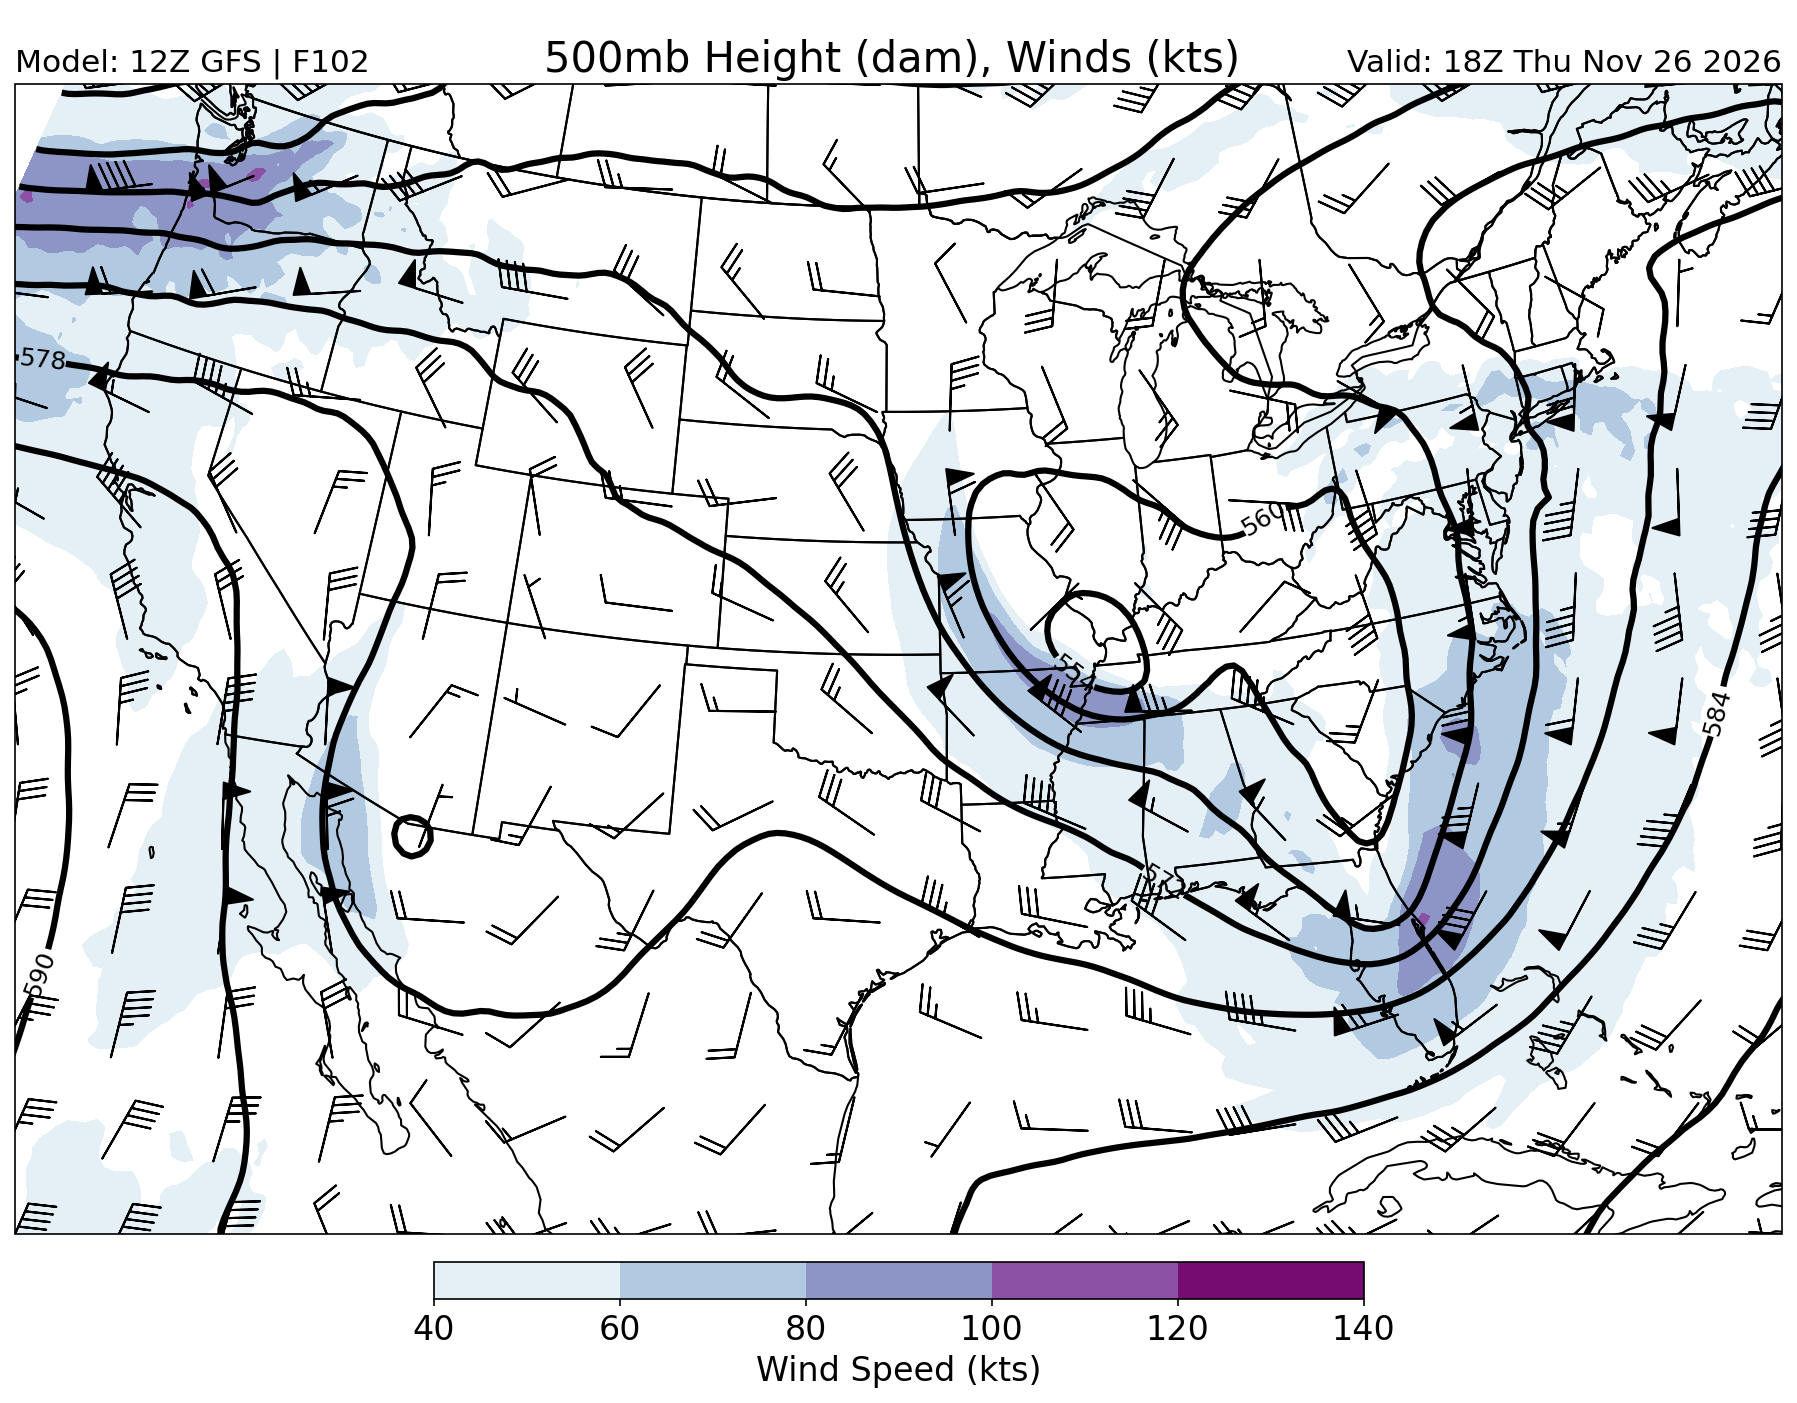 Model: 12Z GFS | F102
500mb Height (dam), Winds (kts)
Valid: 18Z Thu Nov 26 2026
578
560
584
590
40 60 80 100 120 140
Wind Speed (kts)